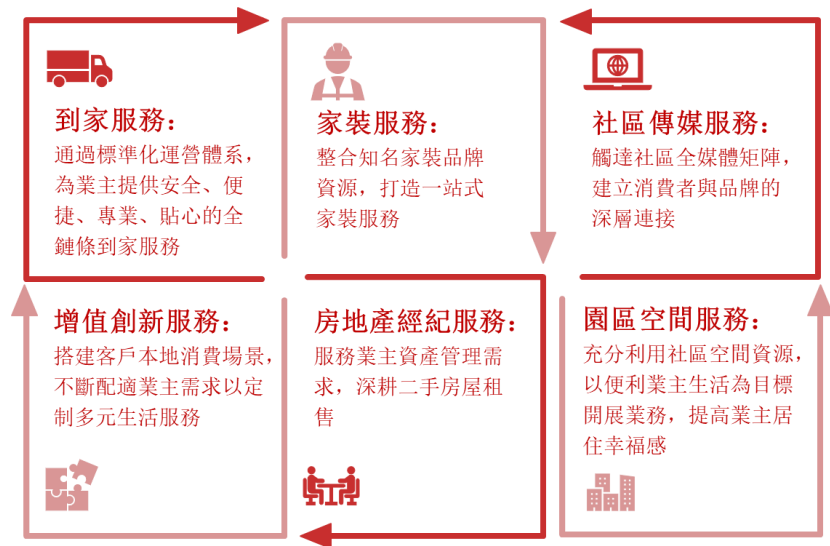 到家服務：
通過標準化運營體系，
為業主提供安全、便
捷、專業、貼心的全
鏈條到家服務
家裝服務：
整合知名家裝品牌
資源，打造一站式
家裝服務
社區傳媒服務：
觸達社區全媒體矩陣，
建立消費者與品牌的
深層連接
增值創新服務：
搭建客戶本地消費場景，
不斷配適業主需求以定
制多元生活服務
房地產經紀服務：
服務業主資產管理需
求，深耕二手房屋租
售
園區空間服務：
充分利用社區空間資源，
以便利業主生活為目標
開展業務，提高業主居
住幸福感